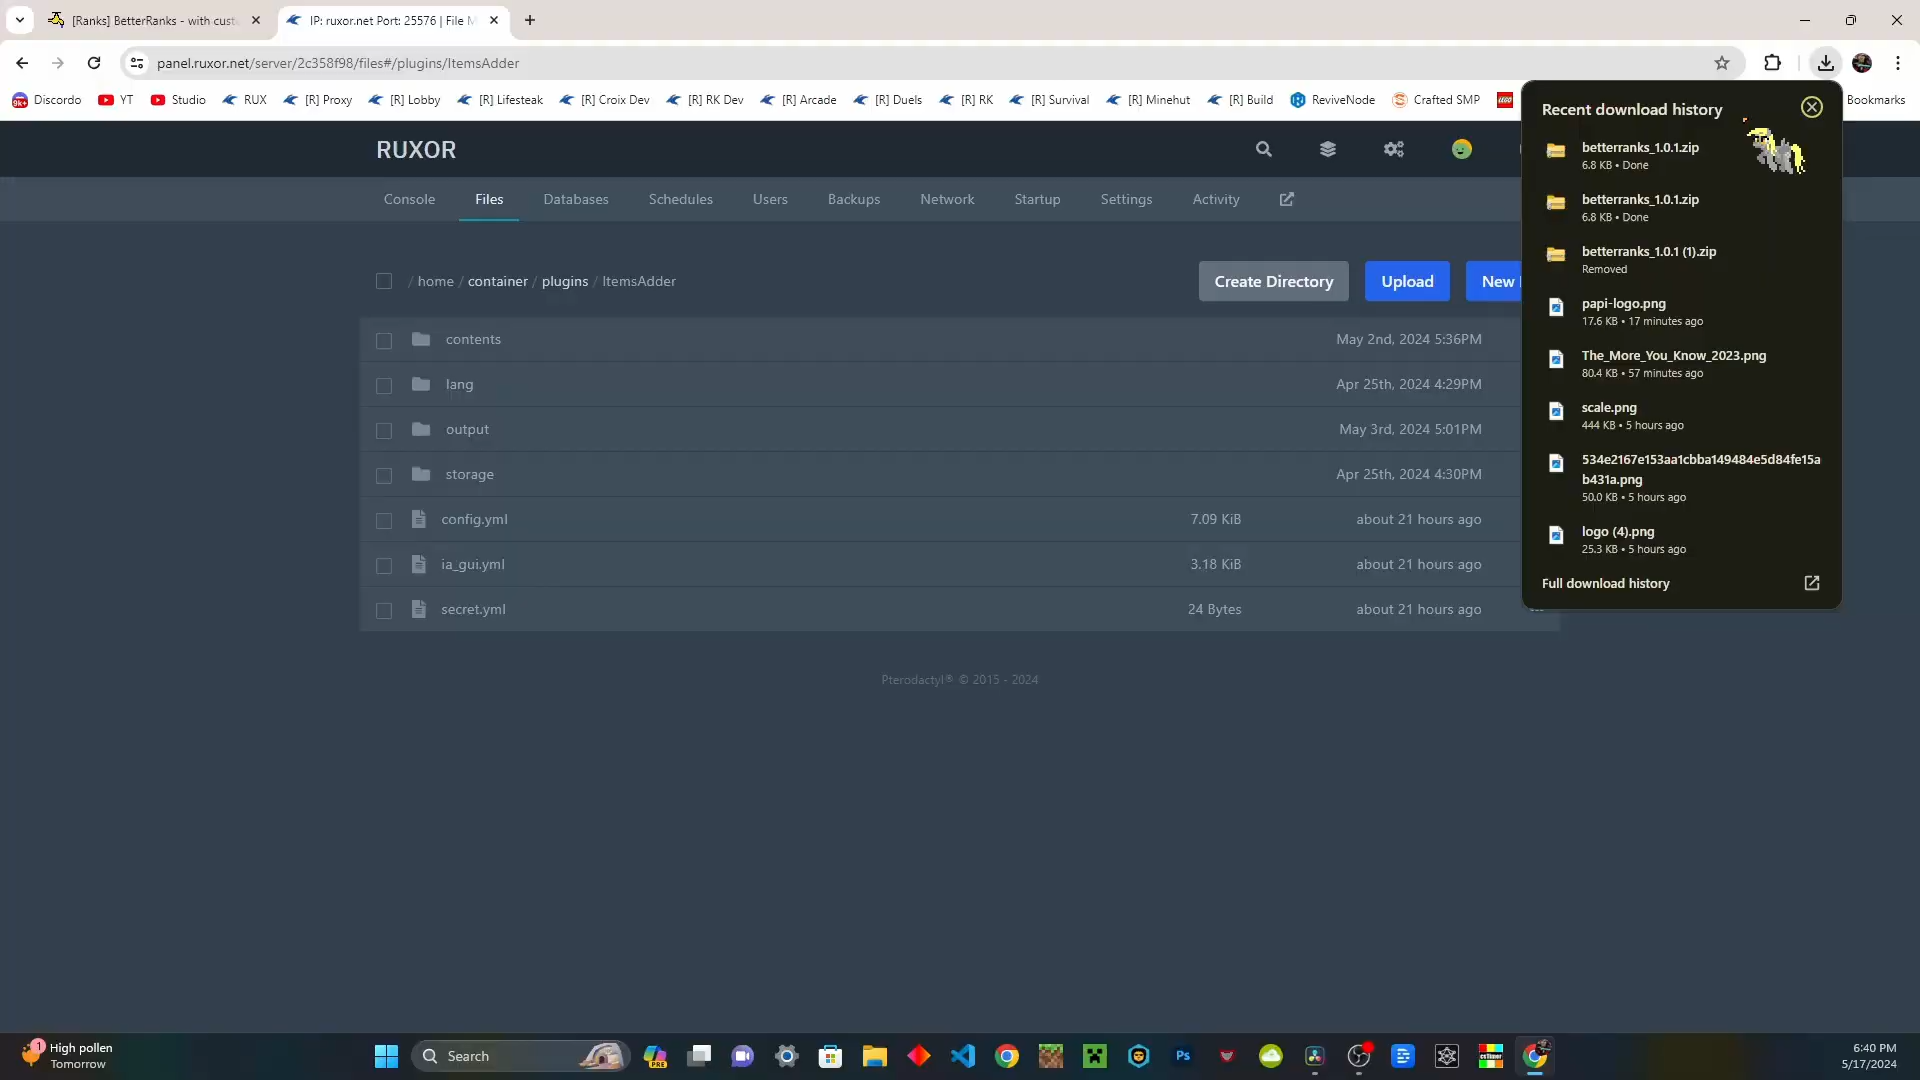 [Ranks] BetterRanks - with cust
IP: ruxor.net Port: 25576 | File M
panel.ruxor.net/server/2c358f98/files#/plugins/ItemsAdder
Discordo
YT
Studio
RUX
[R] Proxy
[R] Lobby
[R] Lifesteak
[R] Croix Dev
[R] RK Dev
[R] Arcade
[R] Duels
[R] RK
[R] Survival
[R] Minehut
[R] Build
ReviveNode
Crafted SMP
Bookmarks
RUXOR
Console
Files
Databases
Schedules
Users
Backups
Network
Startup
Settings
Activity
/ home / container / plugins / ItemsAdder
Create Directory
Upload
New
contents
May 2nd, 2024 5:36PM
lang
Apr 25th, 2024 4:29PM
output
May 3rd, 2024 5:01PM
storage
Apr 25th, 2024 4:30PM
config.yml
7.09 KiB
about 21 hours ago
ia_gui.yml
3.18 KiB
about 21 hours ago
secret.yml
24 Bytes
about 21 hours ago
Pterodactyl® © 2015 - 2024
Recent download history
betterranks_1.0.1.zip
6.8 KB • Done
betterranks_1.0.1.zip
6.8 KB • Done
betterranks_1.0.1 (1).zip
Removed
papi-logo.png
17.6 KB • 17 minutes ago
The_More_You_Know_2023.png
80.4 KB • 57 minutes ago
scale.png
444 KB • 5 hours ago
534e2167e153aa1cbba149484e5d84fe15a
b431a.png
50.0 KB • 5 hours ago
logo (4).png
25.3 KB • 5 hours ago
Full download history
1
High pollen
Tomorrow
Search
PRE
Ps
6:40 PM
5/17/2024